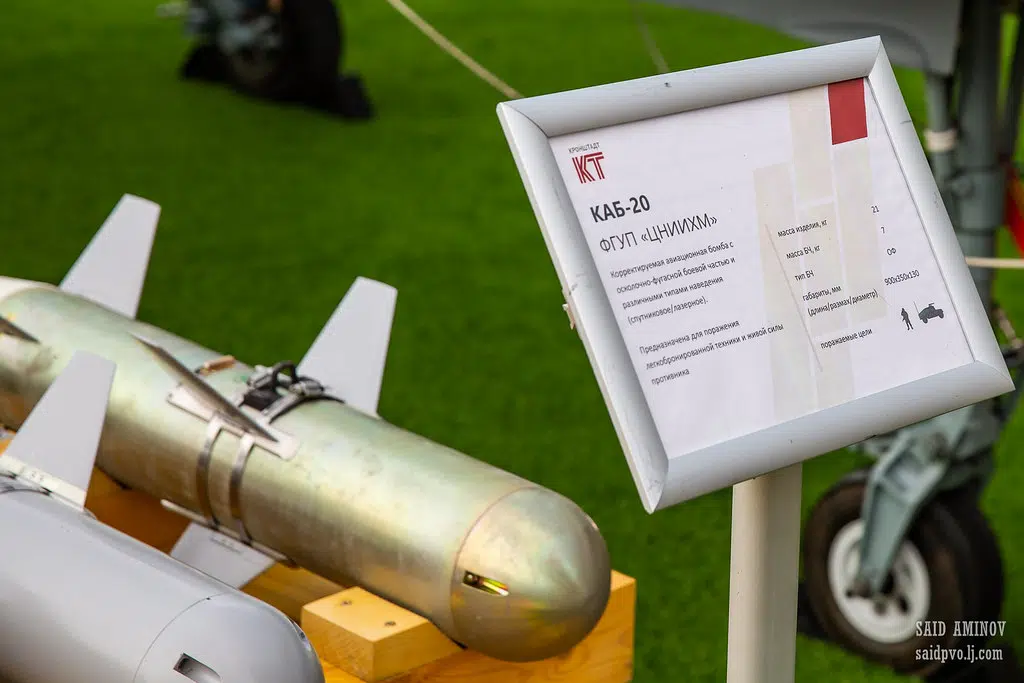 КРОНШТАДТ
КТ
КАБ-20
ФГУП «ЦНИИХМ»
Корректируемая авиационная бомба с
осколочно-фугасной боевой частью и
различными типами наведения
(спутниковое/лазерное).
Предназначена для поражения
легкобронированной техники и живой силы
противника
масса изделия, кг 21
масса БЧ, кг 7
тип БЧ ОФ
габариты, мм 900х350х130
(длина/размах/диаметр)
поражаемые цели
SAID AMINOV
saidpvo.lj.com